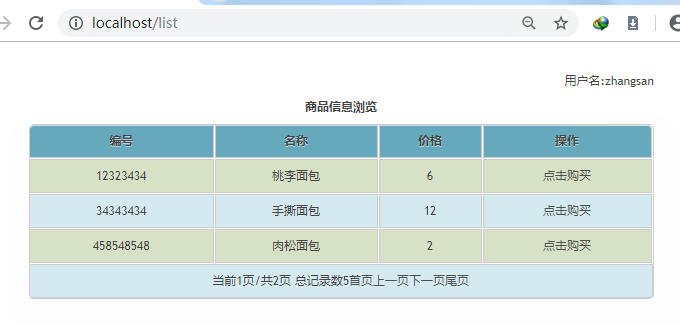 localhost/list
用户名:zhangsan
商品信息浏览
编号 名称 价格 操作
12323434 桃李面包 6 点击购买
34343434 手撕面包 12 点击购买
458548548 肉松面包 2 点击购买
当前1页/共2页 总记录数5首页上一页下一页尾页